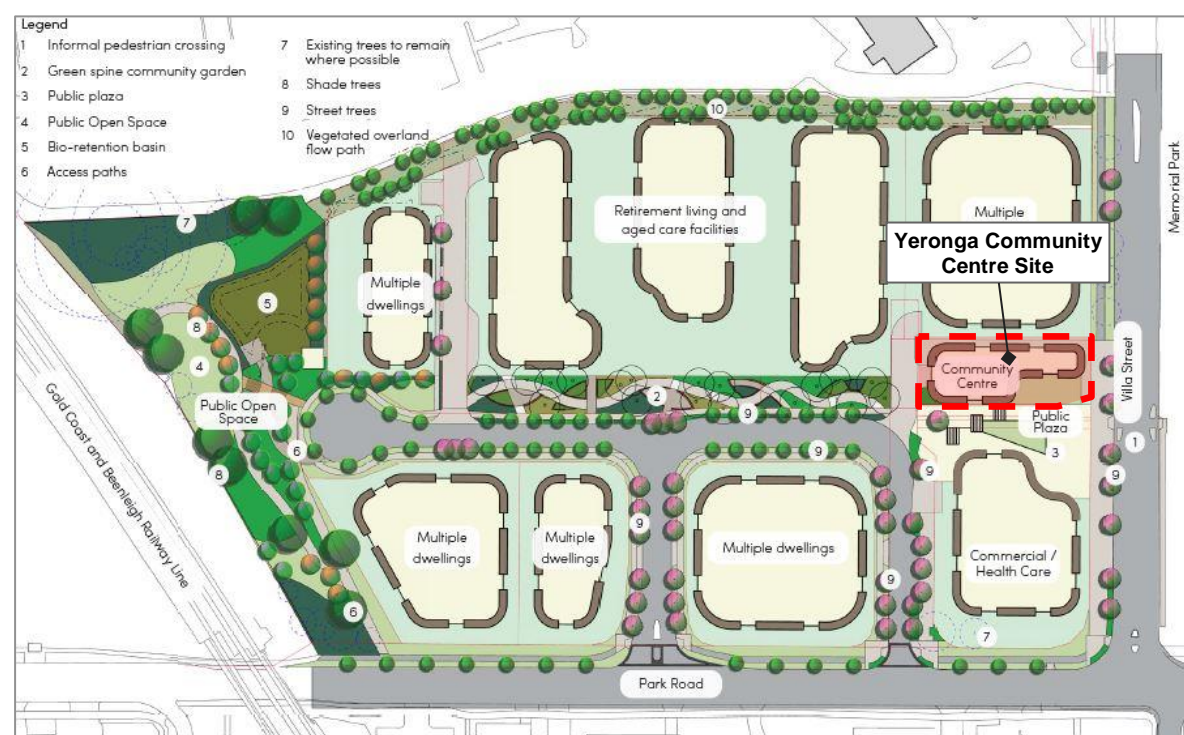 Legend
1 Informal pedestrian crossing
2 Green spine community garden
3 Public plaza
4 Public Open Space
5 Bio-retention basin
6 Access paths
7 Existing trees to remain
where possible
8 Shade trees
9 Street trees
10 Vegetated overland
flow path
10
7
Retirement living and
aged care facilities
Multiple
Memorial Park
Yeronga Community
Centre Site
Multiple
dwellings
5
8
4
Community
Centre
Villa Street
2
9
Public Open
Space
Public
Plaza
1
3
6
9
9
9
8
Gold Coast and Beenleigh Railway Line
9
Multiple
dwellings
Multiple
dwellings
Multiple dwellings
Commercial /
Health Care
9
6
7
Park Road